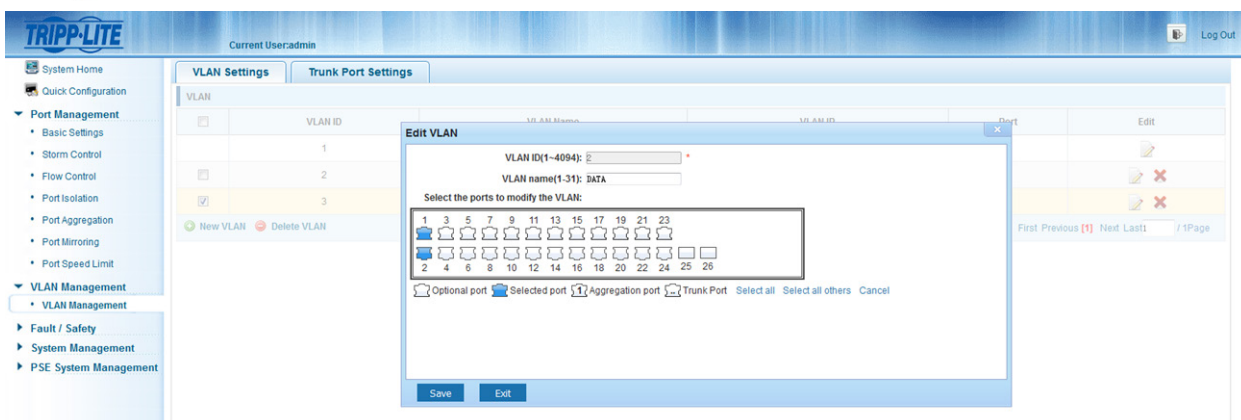 TRIPP·LITE
Current User:admin
Log Out
System Home
Quick Configuration
Port Management
Basic Settings
Storm Control
Flow Control
Port Isolation
Port Aggregation
Port Mirroring
Port Speed Limit
VLAN Management
VLAN Management
Fault / Safety
System Management
PSE System Management
VLAN Settings Trunk Port Settings
VLAN
VLAN ID VLAN Name VLAN IP Port Edit
1
2
3
New VLAN Delete VLAN
First Previous [1] Next Last 1 / 1Page
Edit VLAN
VLAN ID(1~4094): 2 *
VLAN name(1-31): DATA
Select the ports to modify the VLAN:
1 3 5 7 9 11 13 15 17 19 21 23
2 4 6 8 10 12 14 16 18 20 22 24 25 26
Optional port Selected port 1 Aggregation port Trunk Port Select all Select all others Cancel
Save Exit